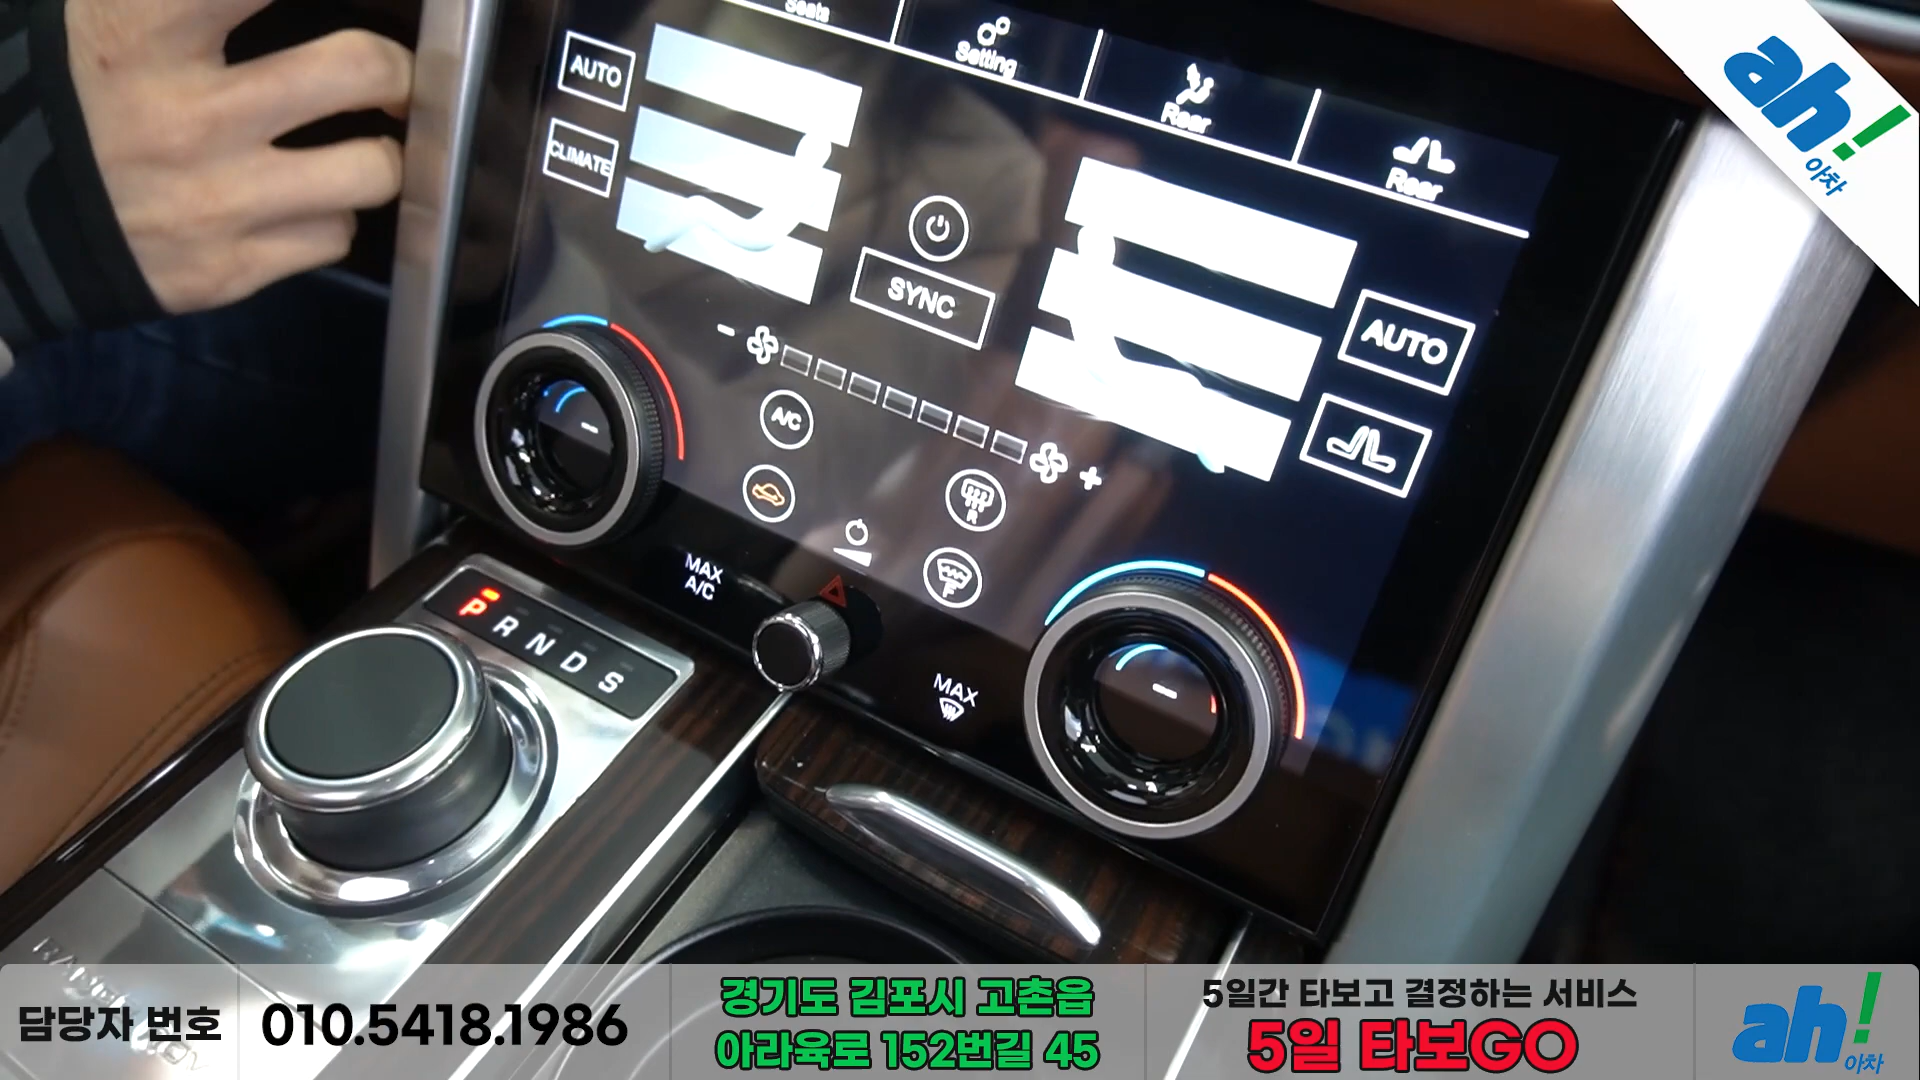 Seats
Setting
Rear
Rear
AUTO
CLIMATE
SYNC
AUTO
A/C
R
F
MAX
A/C
MAX
P R N D S
ah!
아차
담당자 번호
010.5418.1986
경기도 김포시 고촌읍
아라육로 152번길 45
5일간 타보고 결정하는 서비스
5일 타보GO
ah!
아차